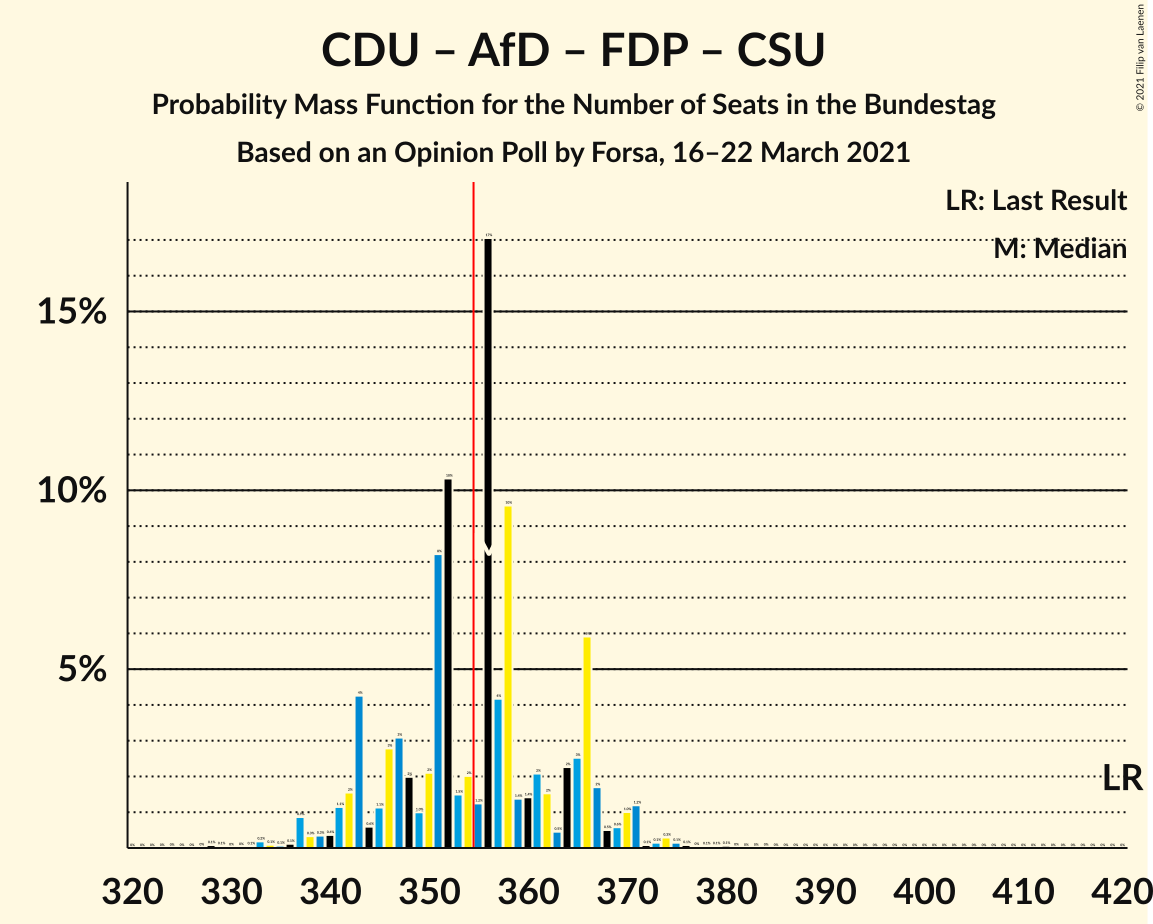 CDU – AfD – FDP – CSU
Probability Mass Function for the Number of Seats in the Bundestag
Based on an Opinion Poll by Forsa, 16–22 March 2021
© 2021 Filip van Laenen
LR: Last Result
M: Median
15%
10%
5%
LR
320 330 340 350 360 370 380 390 400 410 420